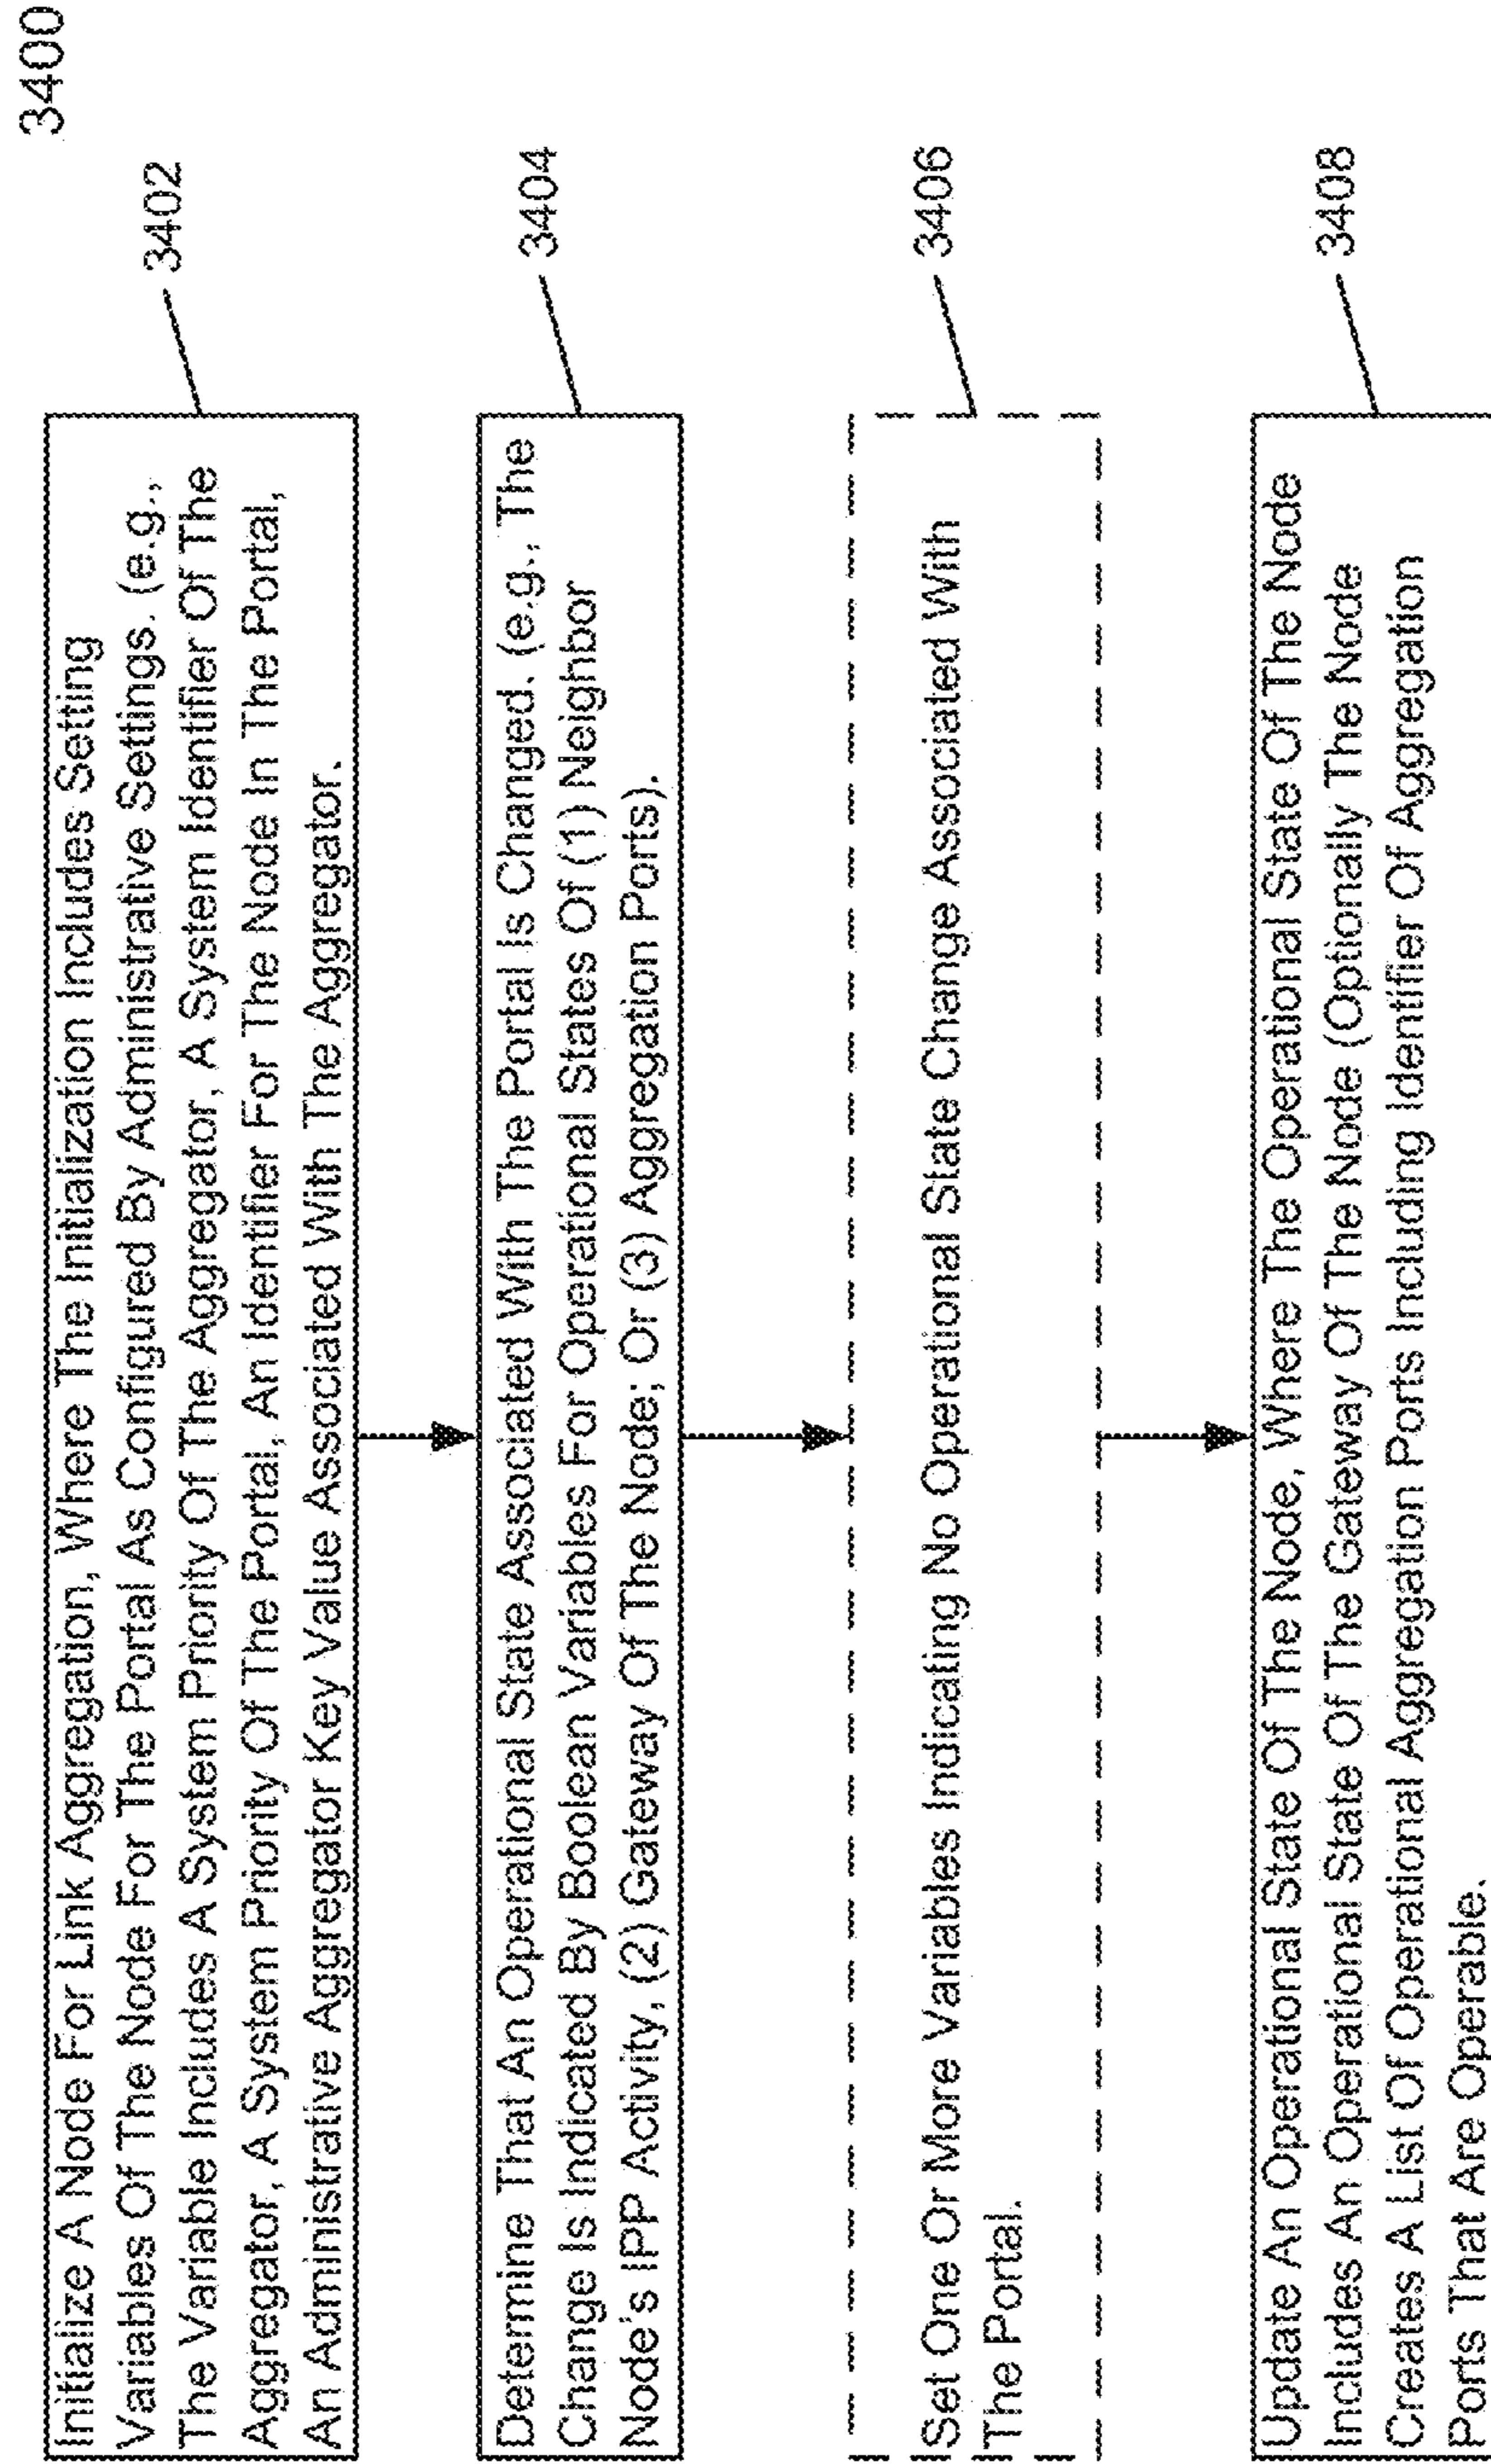 3400
Initialize A Node For Link Aggregation, Where The Initialization Includes Setting
Variables Of The Node For The Portal As Configured By Administrative Settings. (e.g.,
The Variable Includes A System Priority Of The Aggregator, A System Identifier Of The
Aggregator, A System Priority Of The Portal, An Identifier For The Node In The Portal,
An Administrative Aggregator Key Value Associated With The Aggregator.
3402
Determine That An Operational State Associated With The Portal Is Changed. (e.g., The
Change Is Indicated By Boolean Variables For Operational States Of (1) Neighbor
Node's IPP Activity, (2) Gateway Of The Node; Or (3) Aggregation Ports).
3404
Set One Or More Variables Indicating No Operational State Change Associated With
The Portal.
3406
Update An Operational State Of The Node, Where The Operational State Of The Node
Includes An Operational State Of The Gateway Of The Node (Optionally The Node
Creates A List Of Operational Aggregation Ports Including Identifier Of Aggregation
Ports That Are Operable.
3408